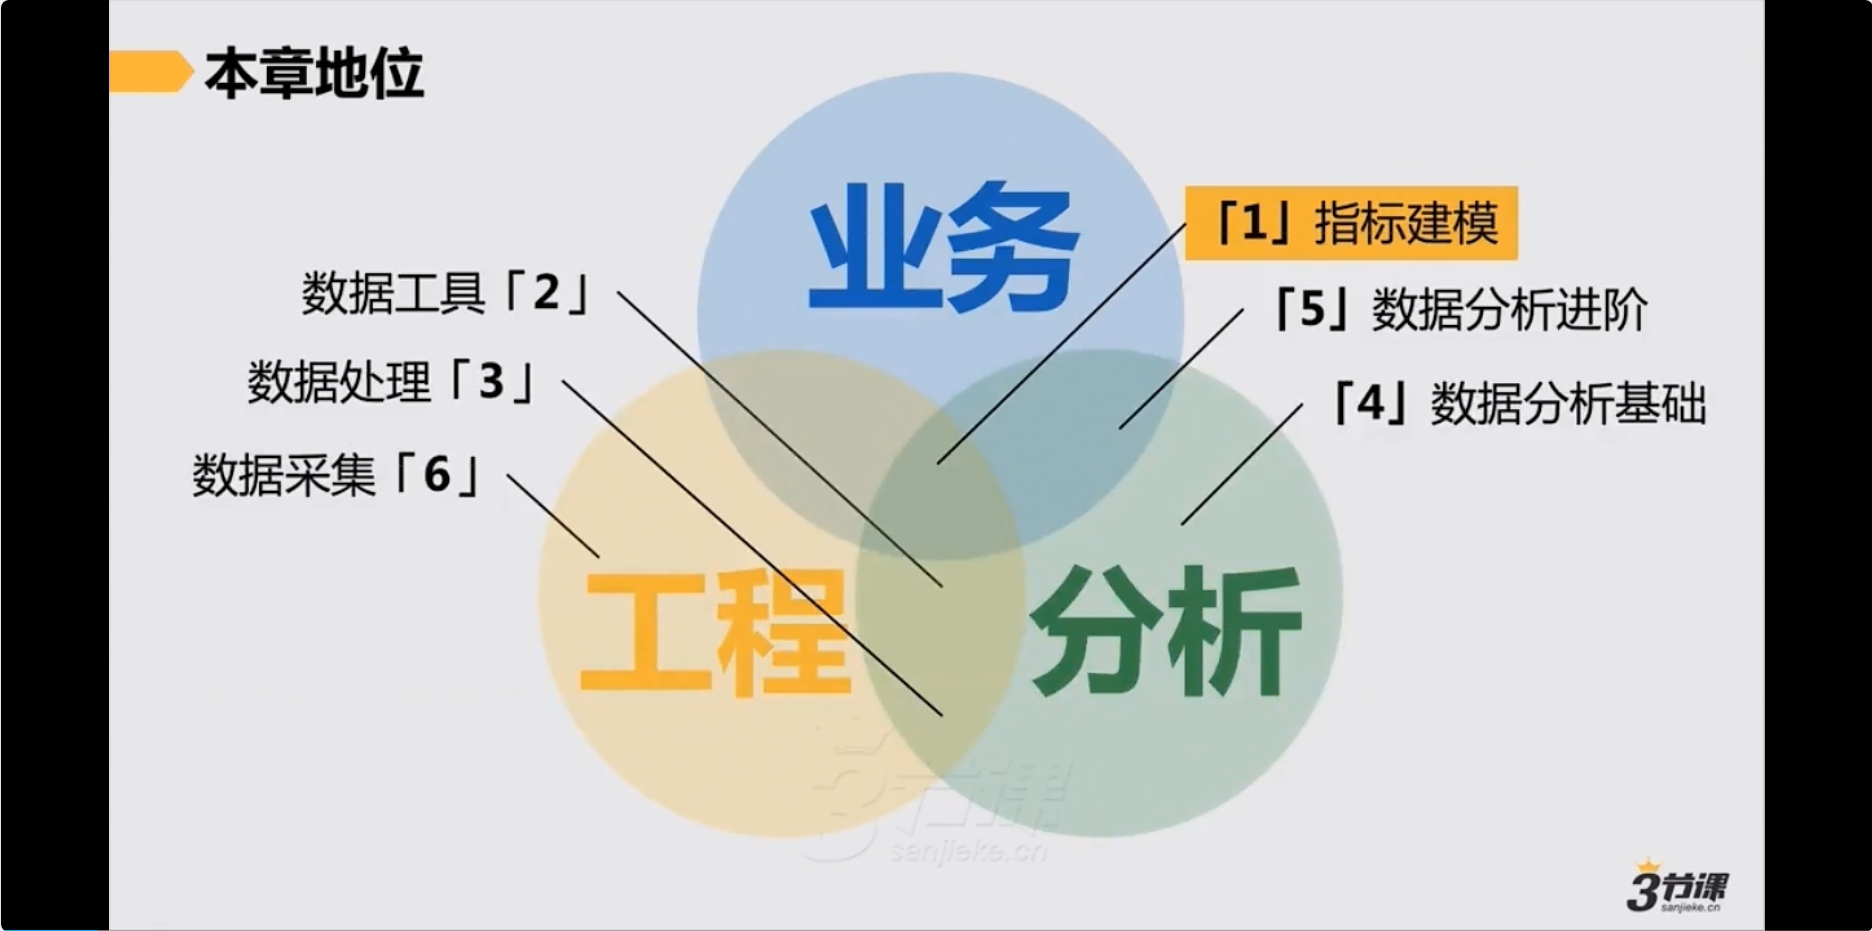 本章地位
业务
「1」指标建模
数据工具「2」
「5」数据分析进阶
数据处理「3」
「4」数据分析基础
数据采集「6」
工程
分析
3节课
sanjieke.cn
3节课
sanjieke.cn